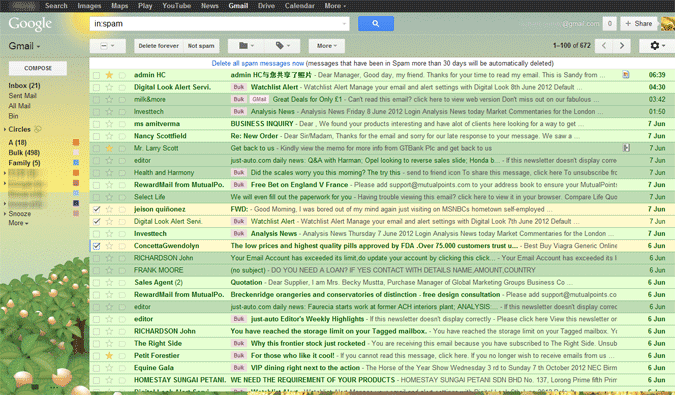 Search Images Maps Play YouTube News Gmail Drive Calendar More
Google in:spam @gmail.com 0 + Share
Gmail Delete forever Not spam More 1–100 of 672
Delete all spam messages now (messages that have been in Spam more than 30 days will be automatically deleted)
COMPOSE
Inbox (21)
Sent Mail
All Mail
Bin
Circles
A (18)
Bulk (498)
Family (5)
Snooze
More
admin HC admin HC与您共享了照片 - Dear Manager, Good day, my friend. Thanks for your time to read my email. This is Sandy from ... 06:39
Digital Look Alert Servi. Bulk Watchlist Alert - Watchlist Alert Manage your email and alert settings with Digital Look 8th June 2012 Default ... 04:30
milk&more Bulk GMail Great Deals for Only £1 - Can't read this email? click here to view web version Don't miss out on our fabulous ... 03:42
Investtech Bulk Analysis News - Analysis News Friday 8 June 2012 Login Analysis News today Market Commentaries for the London ... 01:50
ms amitverma BUSINESS INQUIRY - Dear , We found your products interesting and have alot of clients here looking for a way to get ... 7 Jun
Nancy Scottfield Re: New Order - Dear Sir/Madam, Thanks for the email and sorry for our late response to your message. We saw a ... 7 Jun
Mr. Larry Scott Get back to us - Kindly view the memo for more info from GTBank Plc and get back to us 7 Jun
editor just-auto.com daily news: Q&A with Harman; Opel looking to reverse slide; Honda b... - If this newsletter doesn't display corre 7 Jun
Health and Harmony Bulk Did the scales worry you this morning? The try this - send to friend icon To share this message, click here To unsubscribe fr 7 Jun
RewardMail from MutualPo. Bulk Free Bet on England V France - Please add support@mutualpoints.com to your address book to ensure your MutualPoint 7 Jun
Select Life Bulk We will even fill out the paperwork for you - Having trouble viewing this email? click here to view it in your browser. Compare Life Quo 7 Jun
jeison quiñonez FWD: - Good Morning, I was bored out of my mind again just visiting on MSNBCs hometown self-employed ... 7 Jun
Digital Look Alert Servi. Bulk Watchlist Alert - Watchlist Alert Manage your email and alert settings with Digital Look 7th June 2012 Default ... 7 Jun
Investtech Bulk Analysis News - Analysis News Thursday 7 June 2012 Login Analysis News today Market Commentaries for the London ... 7 Jun
ConcettaGwendolyn The low prices and highest quality pills approved by FDA .Over 75.000 customers trust u... - Best Buy Viagra Generic Online 6 Jun
RICHARDSON John Your Email Account has exceeded its limit,do update your account by clicking this click... - Your Email Account has exceeded its l 6 Jun
FRANK MOORE (no subject) - DO YOU NEED A LOAN? IF YES CONTACT WITH DETAILS NAME,AMOUNT,COUNTRY 6 Jun
Sales Agent (2) Quotation - Dear Supplier, I am Mrs. Becky Mustta, Purchase Manager of Global Marketing Groups Business Co 6 Jun
RewardMail from MutualPo. Bulk Breckenridge orangeries and conservatories of distinction - free design consultation - Please add support@mutualpoints.com 6 Jun
editor just-auto.com daily news: Faurecia starts work at former ACH interiors plant; ANALYSIS: ... - If this newsletter doesn't display corre 6 Jun
editor Bulk just-auto Editor's Weekly Highlights - If this newsletter doesn't display correctly - Please click here View this newsletter on 6 Jun
RICHARDSON John You have reached the storage limit on your Tagged mailbox. - You have reached the storage limit on your Tagged mailbox. 6 Jun
The Right Side Bulk Why this frontier stock just rocketed - You are receiving this email because you have subscribed to The Right Side. Unsub 6 Jun
Petit Forestier Bulk For those who like it cool! - If you cannot read this message, click here. If you no longer wish to receive emails from us ... 6 Jun
Equine Gala Bulk VIP dining right next to the action - The Horse of the Year Show Wednesday 3 rd to Sunday 7 October 2012 NEC Birm 6 Jun
HOMESTAY SUNGAI PETANI. WE NEED THE REQUIREMENT OF YOUR PRODUCTS - HOMESTAY SUNGAI PETANI SDN BHD No. 137, Lorong Prime fifth Prim 6 Jun
Digital Look Alert Servi. Bulk Watchlist Alert